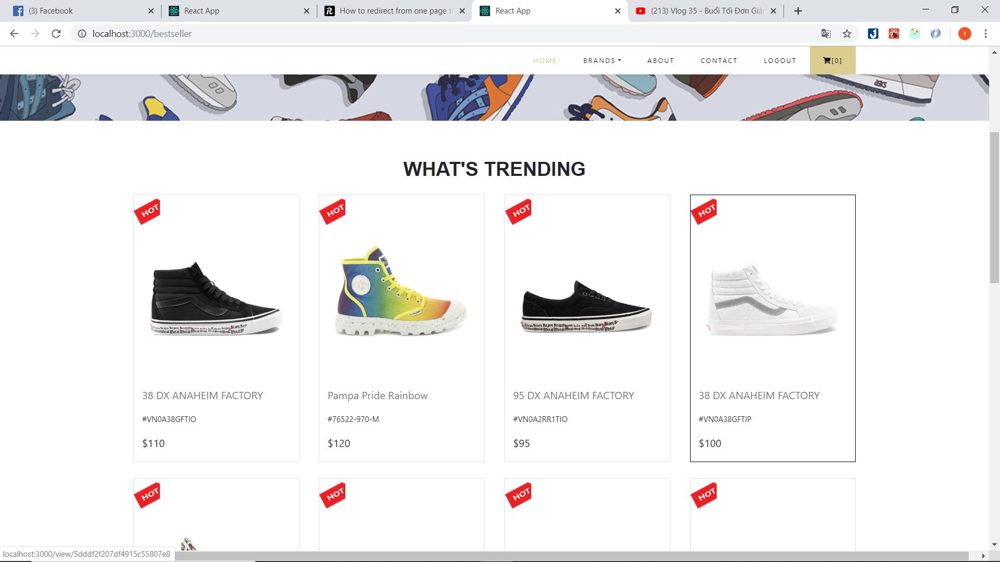 (3) Facebook
React App
How to redirect from one page to
React App
(213) Vlog 35 - Buổi Tối Đơn Giản
localhost:3000/bestseller
t
HOME
BRANDS
ABOUT
CONTACT
LOGOUT
[0]
asics
WHAT'S TRENDING
HOT
HOT
HOT
HOT
38 DX ANAHEIM FACTORY
#VN0A38GFTIO
$110
Pampa Pride Rainbow
#76522-970-M
$120
95 DX ANAHEIM FACTORY
#VN0A2RR1TIO
$95
38 DX ANAHEIM FACTORY
#VN0A38GFTIP
$100
HOT
HOT
HOT
HOT
localhost:3000/view/5dddf2f207df4915c55807e8